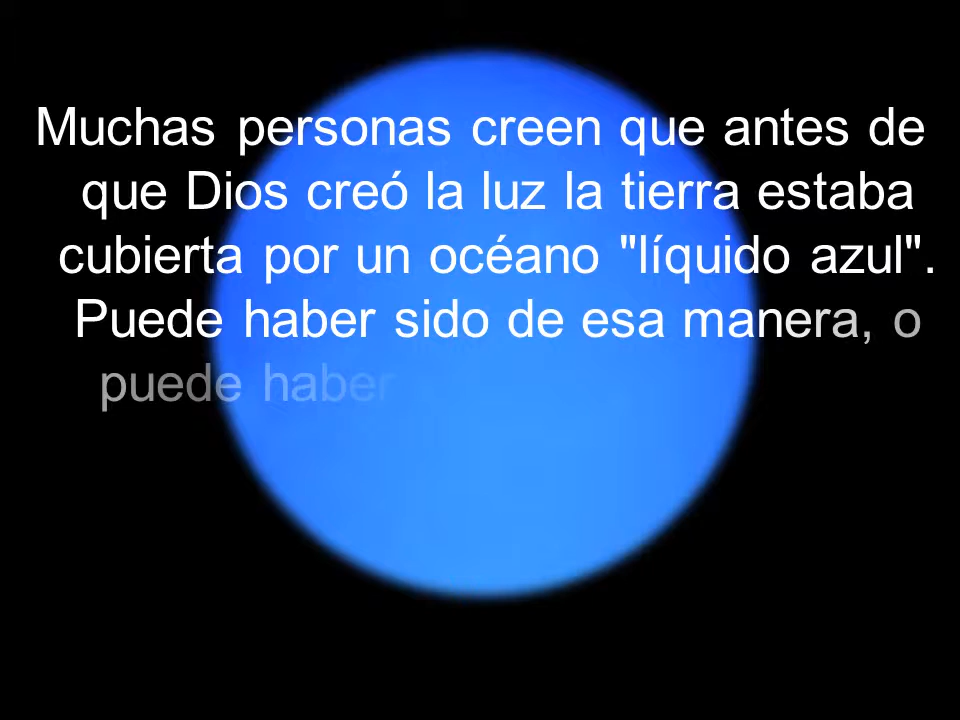 Muchas personas creen que antes de
que Dios creó la luz la tierra estaba
cubierta por un océano "líquido azul".
Puede haber sido de esa manera, o
puede haber